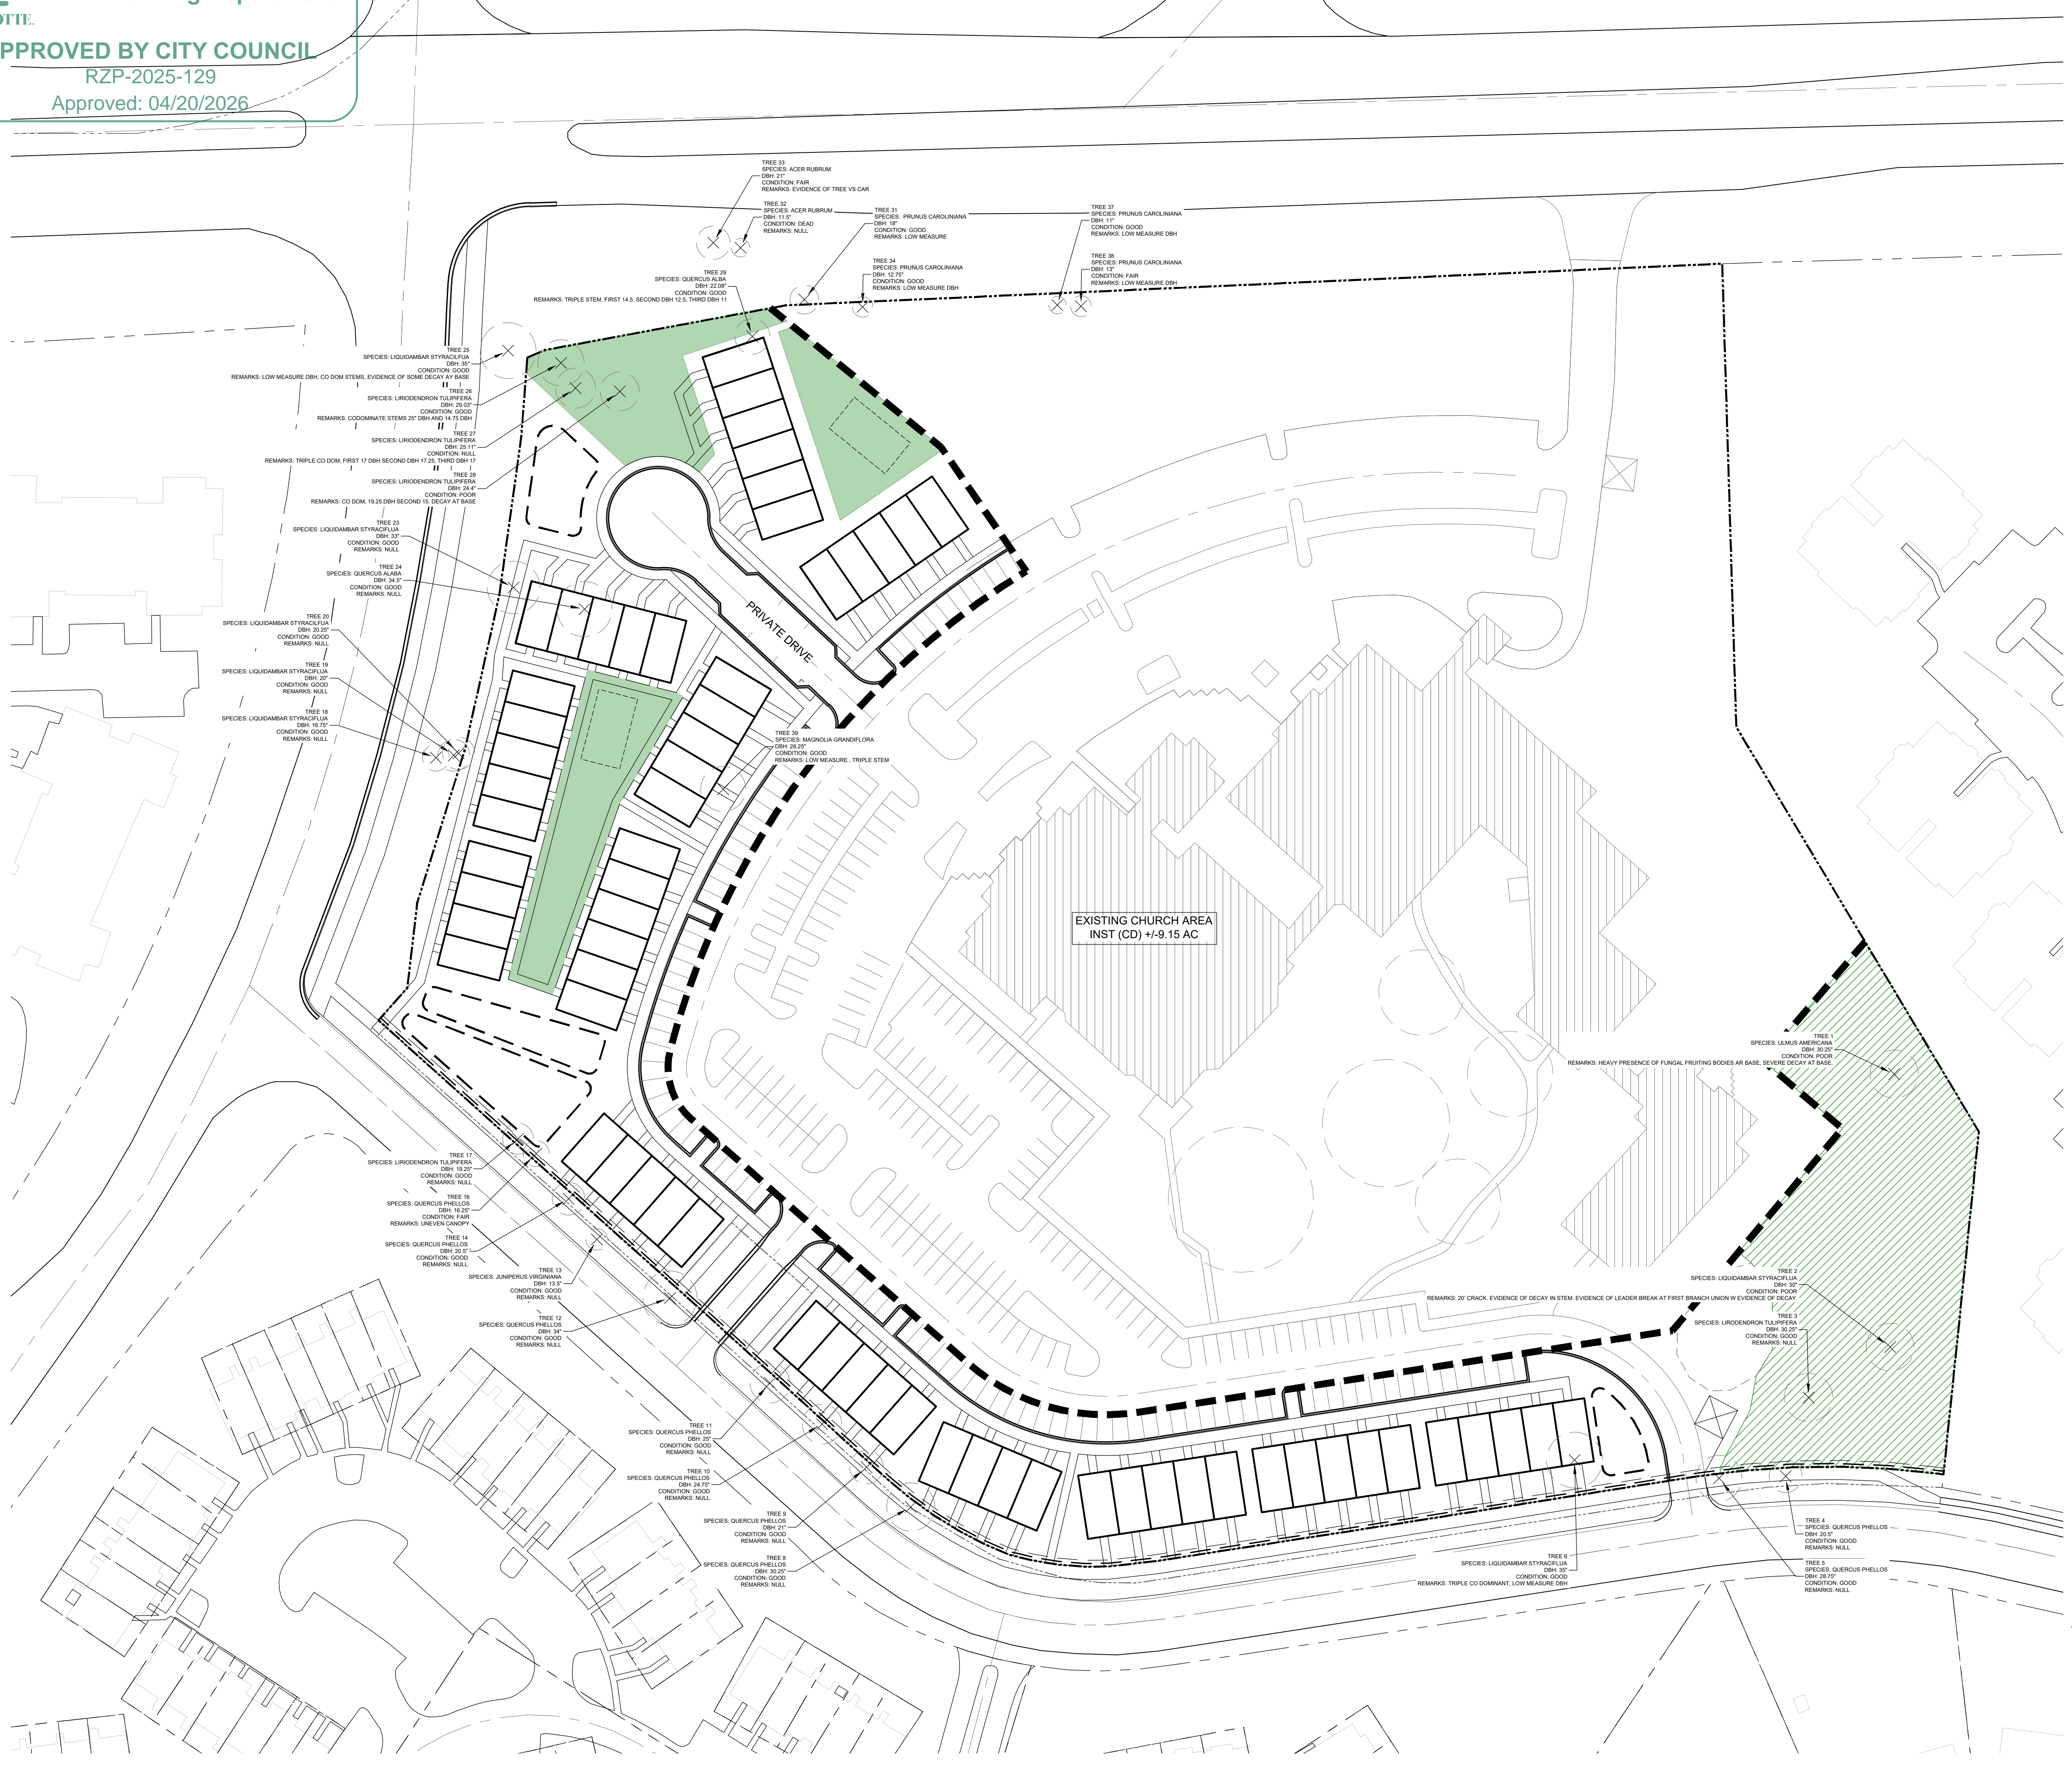 OTTE.
PPROVED BY CITY COUNCIL
RZP-2025-129
Approved: 04/20/2026
TREE 33
SPECIES: ACER RUBRUM
DBH: 21"
CONDITION: FAIR
REMARKS: EVIDENCE OF TREE VS CAR
TREE 32
SPECIES: ACER RUBRUM
DBH: 11.5"
CONDITION: DEAD
REMARKS: NULL
TREE 31
SPECIES: PRUNUS CAROLINIANA
DBH: 18"
CONDITION: GOOD
REMARKS: LOW MEASURE
TREE 37
SPECIES: PRUNUS CAROLINIANA
DBH: 11"
CONDITION: GOOD
REMARKS: LOW MEASURE DBH
TREE 34
SPECIES: PRUNUS CAROLINIANA
DBH: 12.75"
CONDITION: GOOD
REMARKS: LOW MEASURE DBH
TREE 38
SPECIES: PRUNUS CAROLINIANA
DBH: 13"
CONDITION: FAIR
REMARKS: LOW MEASURE DBH
TREE 29
SPECIES: QUERCUS ALBA
DBH: 22.08"
CONDITION: GOOD
REMARKS: TRIPLE STEM, FIRST 14.5, SECOND DBH 12.5, THIRD DBH 11
TREE 25
SPECIES: LIQUIDAMBAR STYRACILFUA
DBH: 35"
CONDITION: GOOD
REMARKS: LOW MEASURE DBH, CO DOM STEMS, EVIDENCE OF SOME DECAY AY BASE
TREE 26
SPECIES: LIRIODENDRON TULIPIFERA
DBH: 29.03"
CONDITION: GOOD
REMARKS: CODOMINATE STEMS 25" DBH AND 14.75 DBH
TREE 27
SPECIES: LIRIODENDRON TULIPIFERA
DBH: 25.11"
CONDITION: NULL
REMARKS: TRIPLE CO DOM, FIRST 17 DBH SECOND DBH 17.25, THIRD DBH 17
TREE 28
SPECIES: LIRIODENDRON TULIPIFERA
DBH: 24.4"
CONDITION: POOR
REMARKS: CO DOM, 19.25 DBH SECOND 15. DECAY AT BASE
TREE 23
SPECIES: LIQUIDAMBAR STYRACIFLUA
DBH: 33"
CONDITION: GOOD
REMARKS: NULL
TREE 24
SPECIES: QUERCUS ALABA
DBH: 34.5"
CONDITION: GOOD
REMARKS: NULL
PRIVATE DRIVE
TREE 20
SPECIES: LIQUIDAMBAR STYRACILFUA
DBH: 20.25"
CONDITION: GOOD
REMARKS: NULL
TREE 19
SPECIES: LIQUIDAMBAR STYRACIFLUA
DBH: 20"
CONDITION: GOOD
REMARKS: NULL
TREE 18
SPECIES: LIQUIDAMBAR STYRACIFLUA
DBH: 16.75"
CONDITION: GOOD
REMARKS: NULL
TREE 39
SPECIES: MAGNOLIA GRANDIFLORA
DBH: 28.25"
CONDITION: GOOD
REMARKS: LOW MEASURE , TRIPLE STEM
EXISTING CHURCH AREA
INST (CD) +/-9.15 AC
TREE 1
SPECIES: ULMUS AMERICANA
DBH: 30.25"
CONDITION: POOR
REMARKS: HEAVY PRESENCE OF FUNGAL FRUITING BODIES AR BASE, SEVERE DECAY AT BASE.
TREE 17
SPECIES: LIRIODENDRON TULIPIFERA
DBH: 19.25"
CONDITION: GOOD
REMARKS: NULL
TREE 16
SPECIES: QUERCUS PHELLOS
DBH: 16.25"
CONDITION: FAIR
REMARKS: UNEVEN CANOPY
TREE 14
SPECIES: QUERCUS PHELLOS
DBH: 20.5"
CONDITION: GOOD
REMARKS: NULL
TREE 13
SPECIES: JUNIPERUS VIRGINIANA
DBH: 13.5"
CONDITION: GOOD
REMARKS: NULL
TREE 12
SPECIES: QUERCUS PHELLOS
DBH: 34"
CONDITION: GOOD
REMARKS: NULL
TREE 2
SPECIES: LIQUIDAMBAR STYRACIFLUA
DBH: 30"
CONDITION: POOR
REMARKS: 20' CRACK. EVIDENCE OF DECAY IN STEM. EVIDENCE OF LEADER BREAK AT FIRST BRANCH UNION W EVIDENCE OF DECAY.
TREE 3
SPECIES: LIRODENDRON TULIPIFERA
DBH: 30.25"
CONDITION: GOOD
REMARKS: NULL
TREE 11
SPECIES: QUERCUS PHELLOS
DBH: 25"
CONDITION: GOOD
REMARKS: NULL
TREE 10
SPECIES: QUERCUS PHELLOS
DBH: 24.75"
CONDITION: GOOD
REMARKS: NULL
TREE 9
SPECIES: QUERCUS PHELLOS
DBH: 21"
CONDITION: GOOD
REMARKS: NULL
TREE 8
SPECIES: QUERCUS PHELLOS
DBH: 30.25"
CONDITION: GOOD
REMARKS: NULL
TREE 6
SPECIES: LIQUIDAMBAR STYRACIFLUA
DBH: 35"
CONDITION: GOOD
REMARKS: TRIPLE CO DOMINANT, LOW MEASURE DBH
TREE 4
SPECIES: QUERCUS PHELLOS
DBH: 20.5"
CONDITION: GOOD
REMARKS: NULL
TREE 5
SPECIES: QUERCUS PHELLOS
DBH: 28.75"
CONDITION: GOOD
REMARKS: NULL